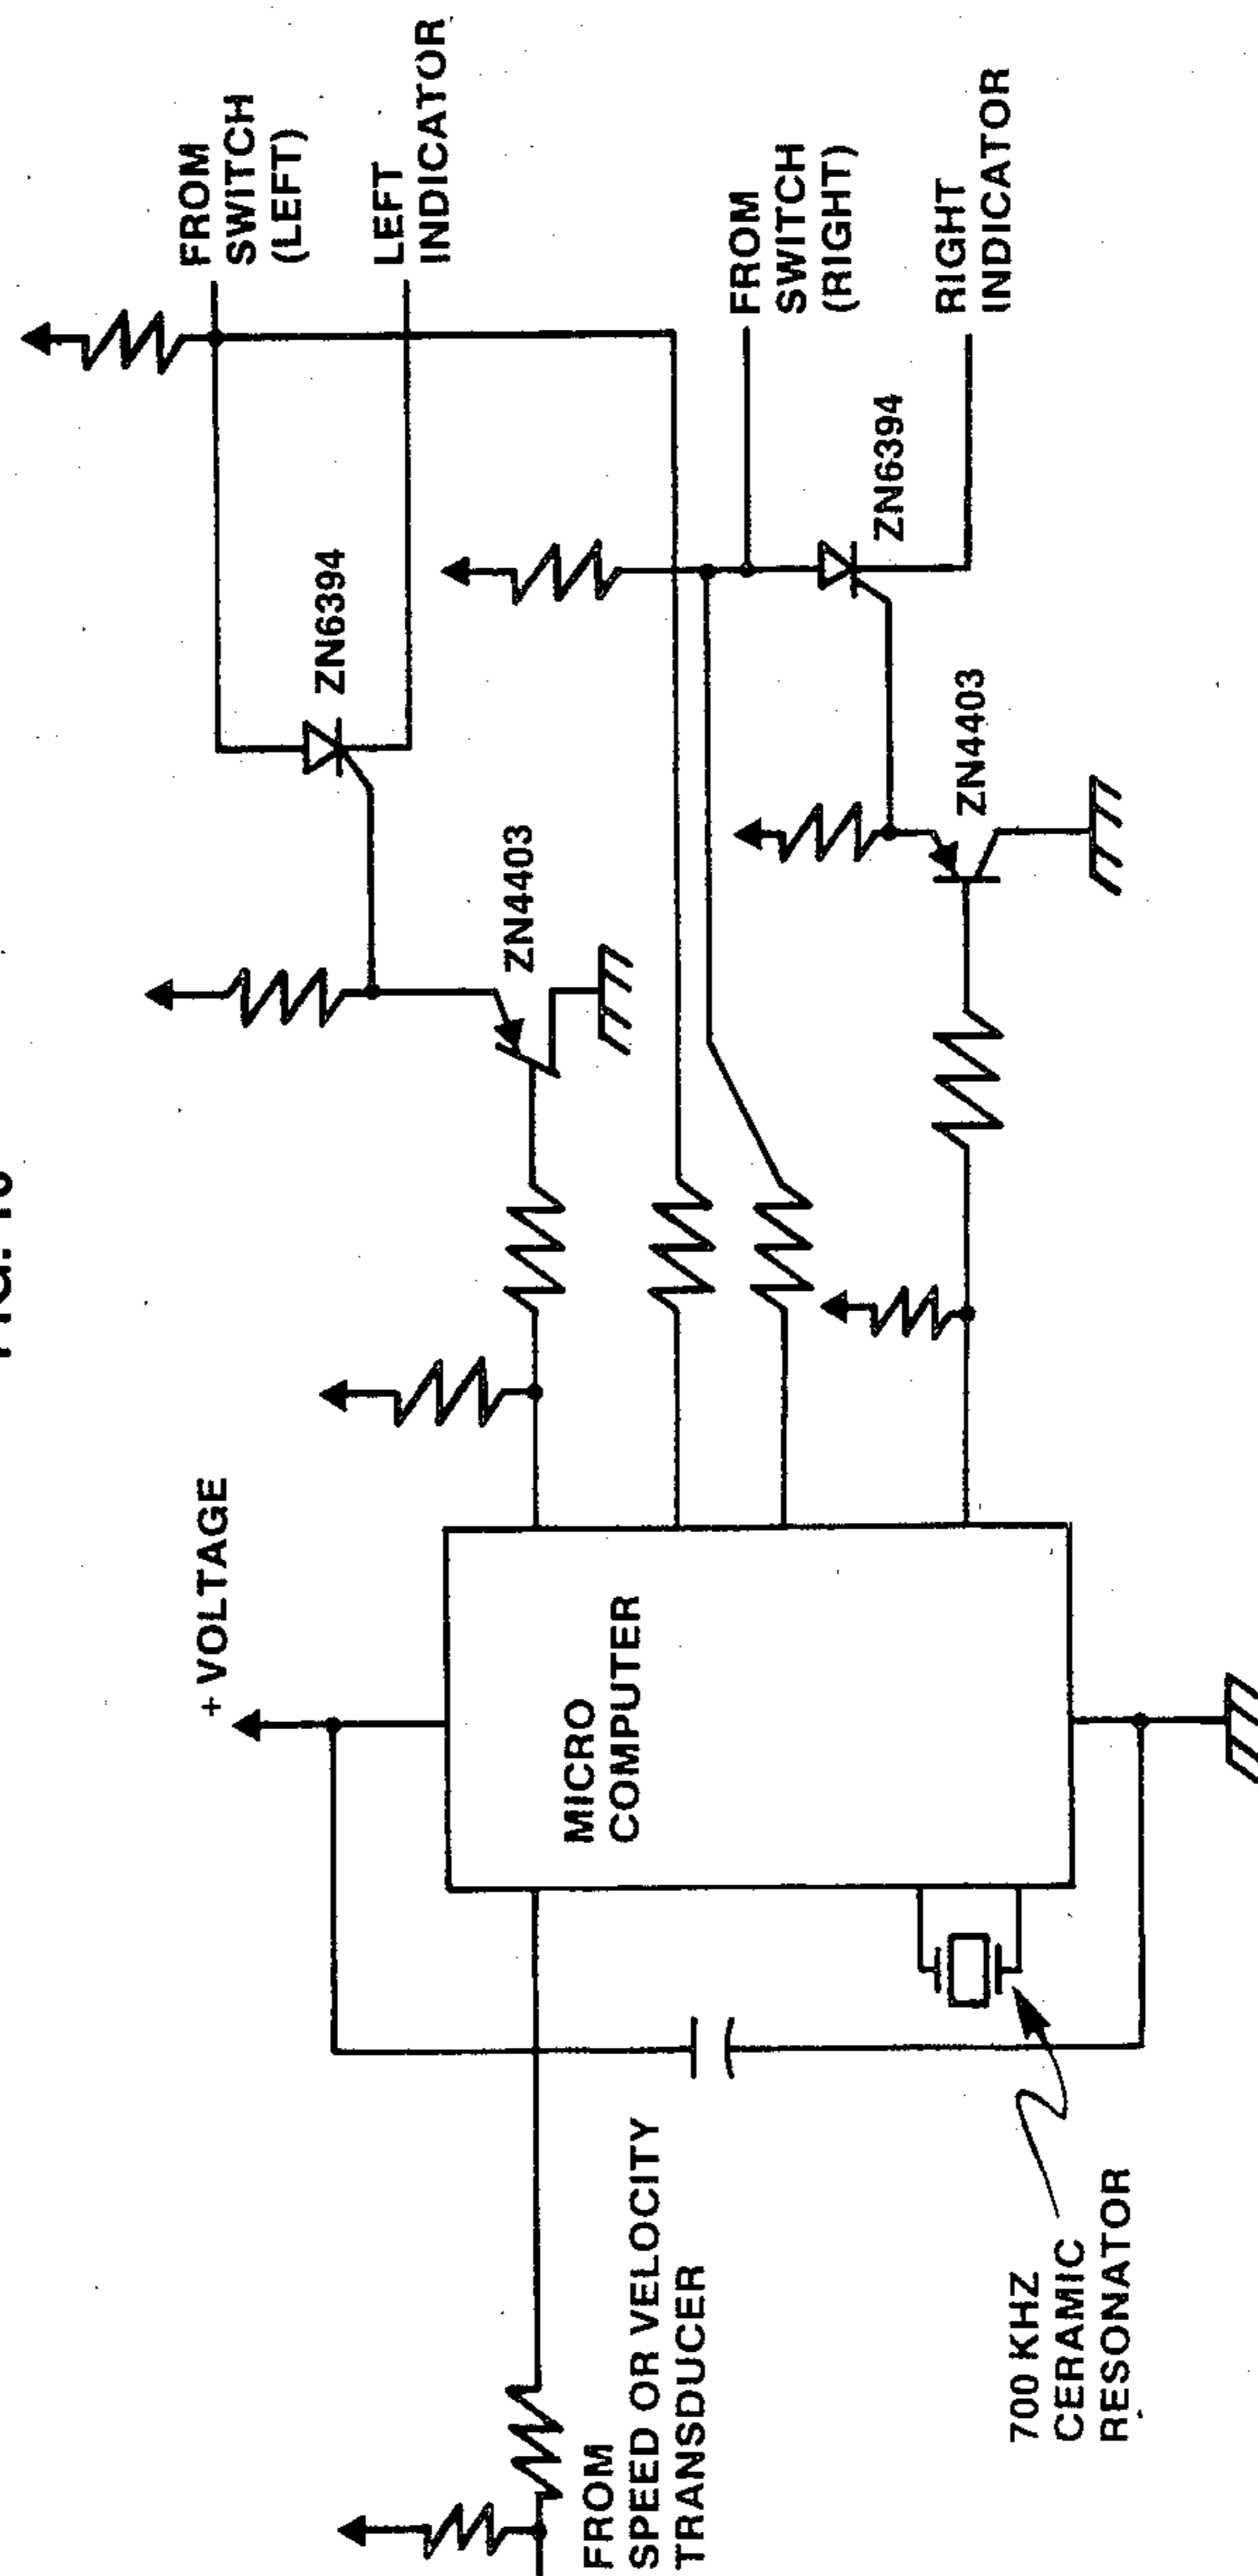 + VOLTAGE
FROM
SWITCH
(LEFT)
LEFT
INDICATOR
ZN6394
ZN4403
MICRO
COMPUTER
FROM
SWITCH
(RIGHT)
RIGHT
INDICATOR
ZN6394
ZN4403
FROM
SPEED OR VELOCITY
TRANSDUCER
700 KHZ
CERAMIC
RESONATOR